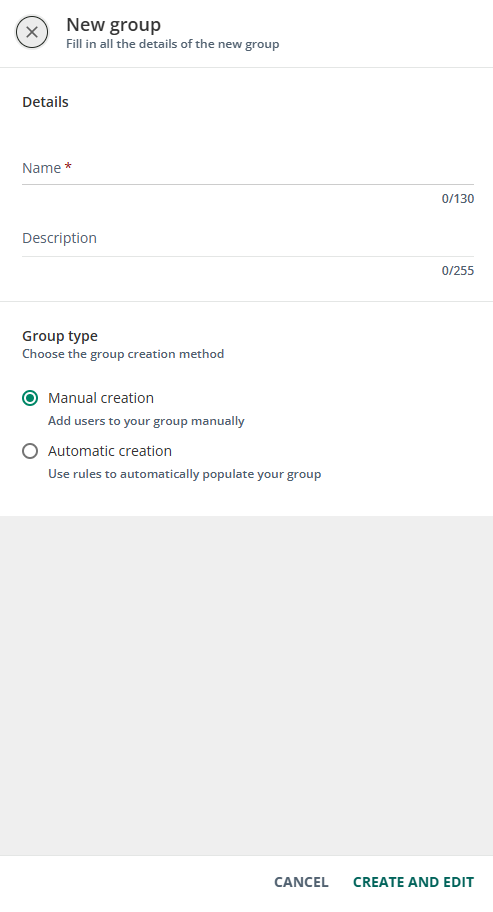 New group
Fill in all the details of the new group
Details
Name *
0/130
Description
0/255
Group type
Choose the group creation method
Manual creation
Add users to your group manually
Automatic creation
Use rules to automatically populate your group
CANCEL CREATE AND EDIT